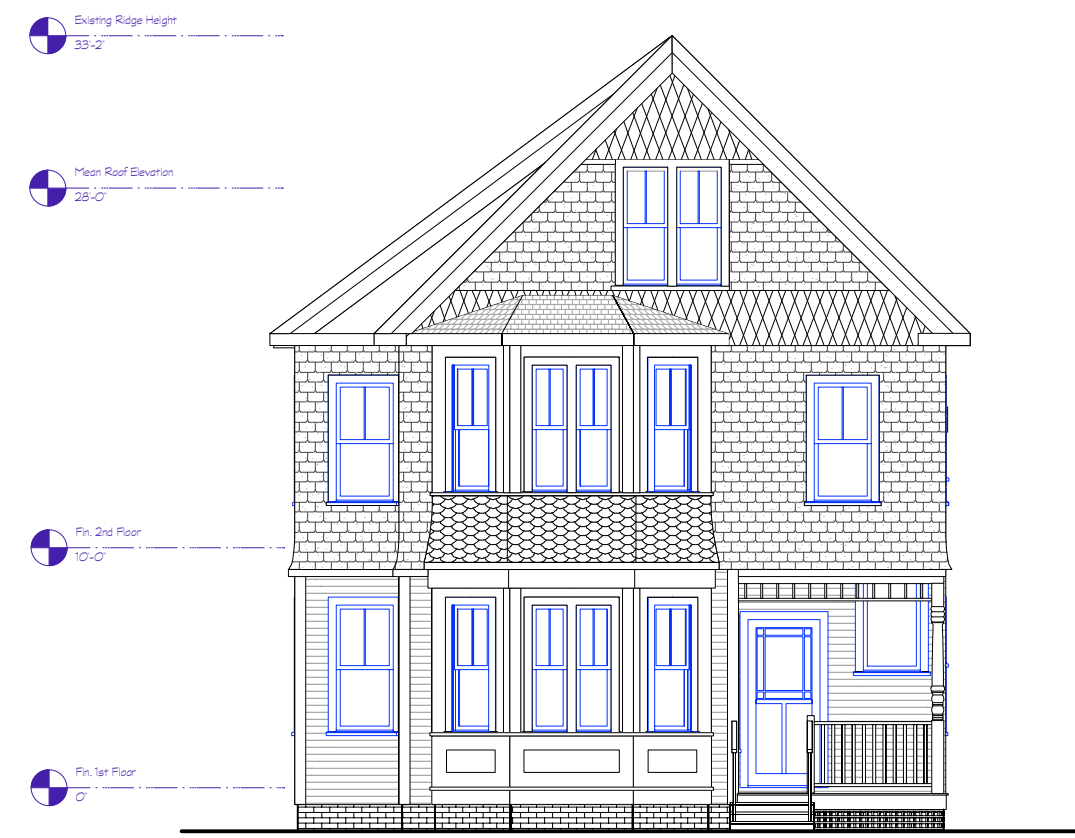 Existing Ridge Height
33'-2"
Mean Roof Elevation
28'-0"
Fin. 2nd Floor
10'-0"
Fin. 1st Floor
0"